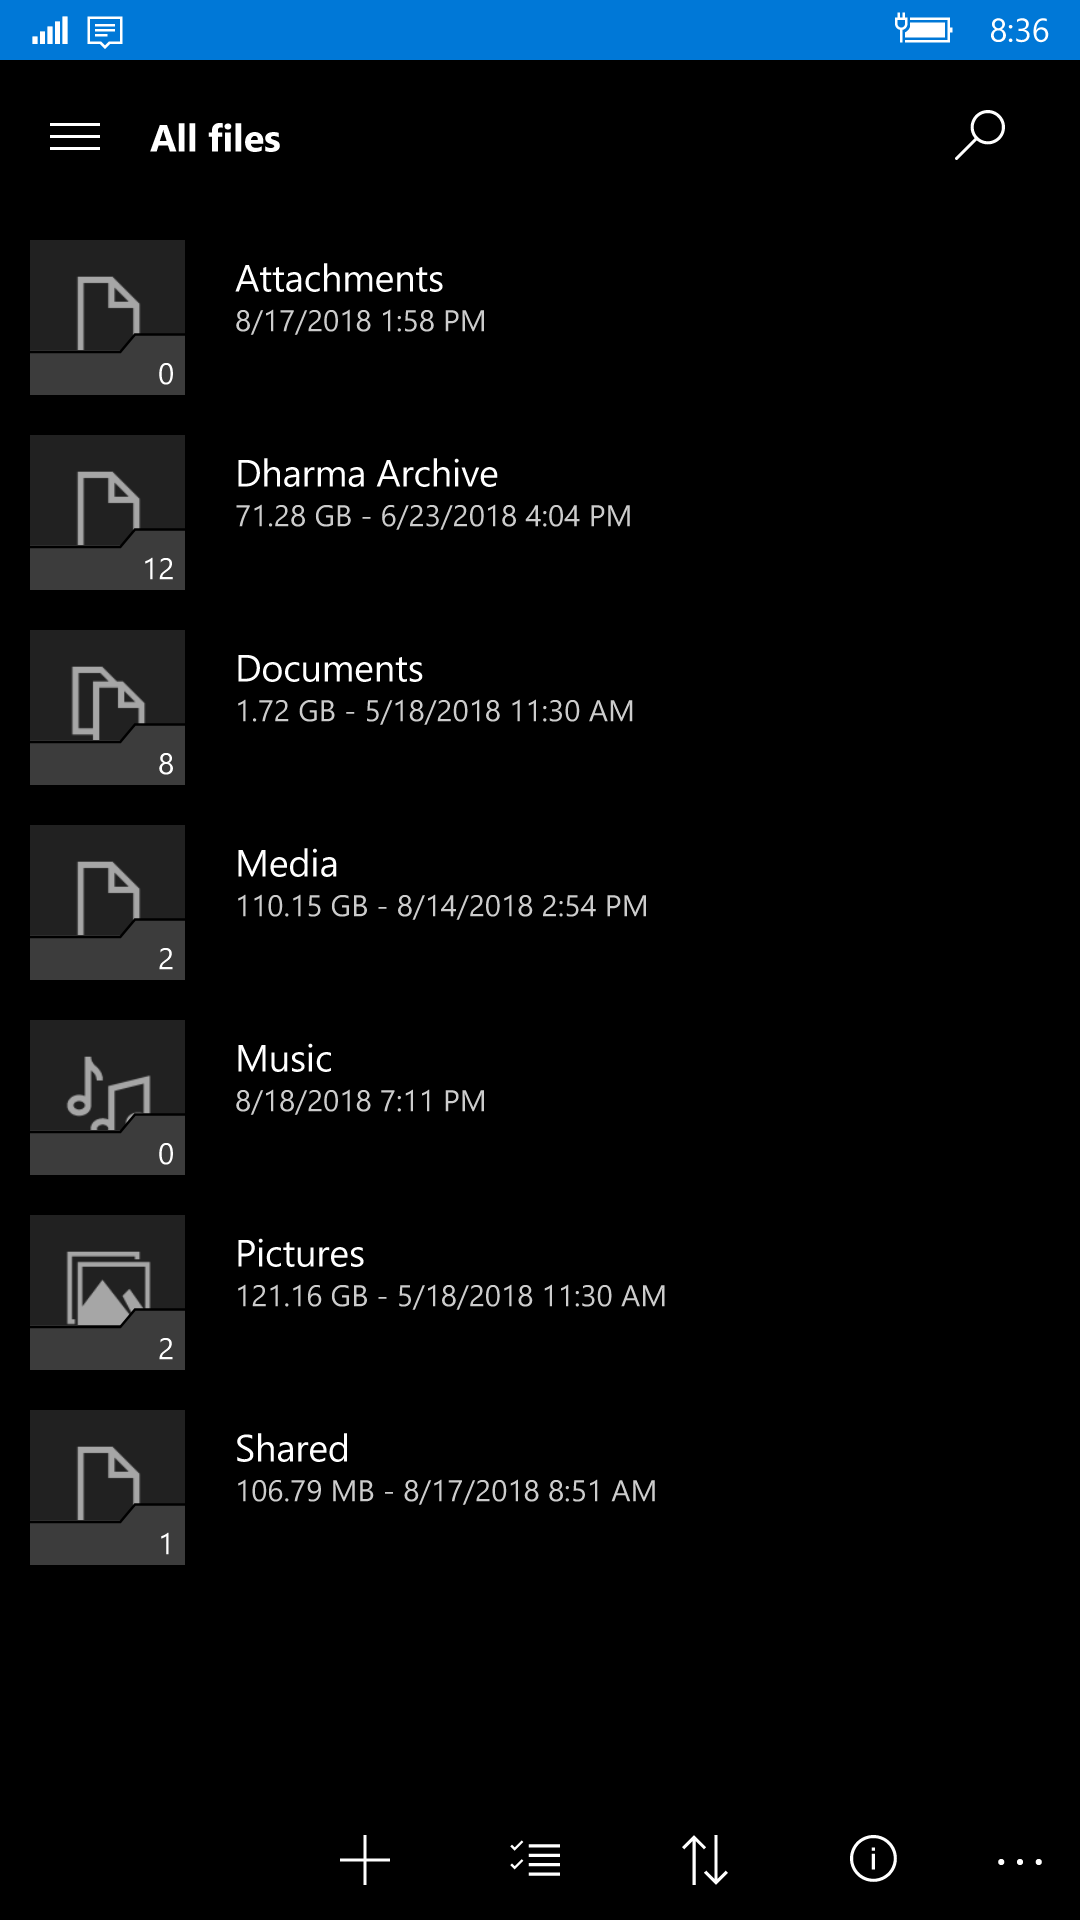 8:36
All files
Attachments
8/17/2018 1:58 PM
0
Dharma Archive
71.28 GB - 6/23/2018 4:04 PM
12
Documents
1.72 GB - 5/18/2018 11:30 AM
8
Media
110.15 GB - 8/14/2018 2:54 PM
2
Music
8/18/2018 7:11 PM
0
Pictures
121.16 GB - 5/18/2018 11:30 AM
2
Shared
106.79 MB - 8/17/2018 8:51 AM
1